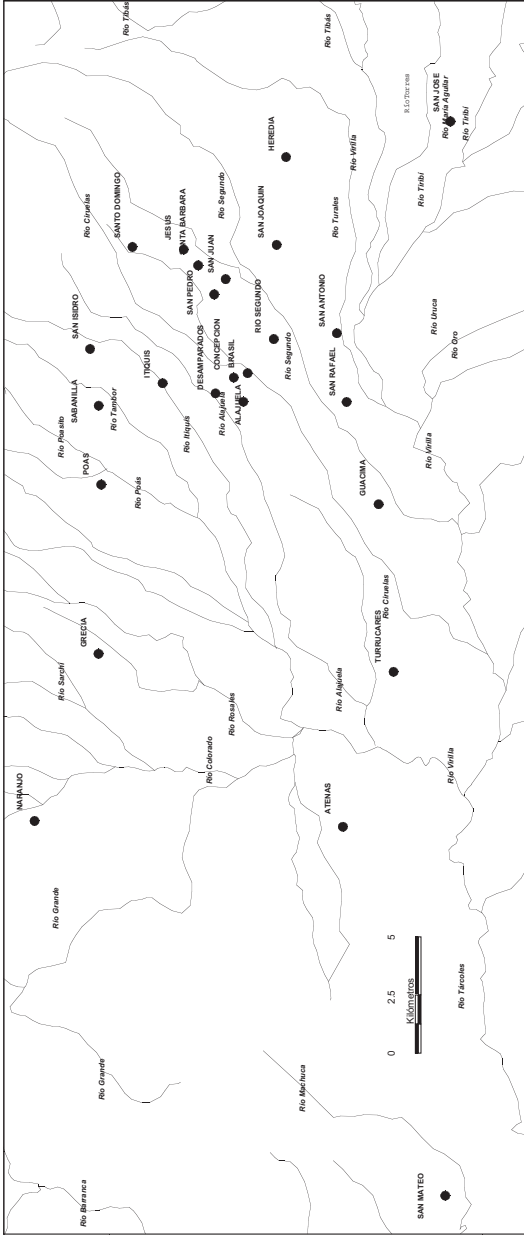 Río Barranca
Río Grande
Río Grande
NARANJO
Río Sarchí
GRECIA
Río Colorado
Río Rosales
POAS
Río Poás
Río Poasito
SABANILLA
Río Tambor
SAN ISIDRO
ITIQUIS
Río Itiquis
Río Ciruelas
SANTO DOMINGO
JESUS
SANTA BARBARA
SAN PEDRO
SAN JUAN
Río Segundo
Río Tibás
DESAMPARADOS
CONCEPCION
BRASIL
Río Alajuela
ALAJUELA
RIO SEGUNDO
Río Segundo
SAN JOAQUIN
HEREDIA
Río Tibás
SAN MATEO
Río Machuca
0
2.5
5
Kilómetros
ATENAS
Río Alajuela
Río Tárcoles
Río Virilla
TURRUCARES
Río Ciruelas
GUACIMA
SAN RAFAEL
SAN ANTONIO
Río Turales
Río Virilla
Río Virilla
Río Oro
Río Uruca
Río Tiribí
Río Torres
SAN JOSE
Río María Aguilar
Río Tiribí